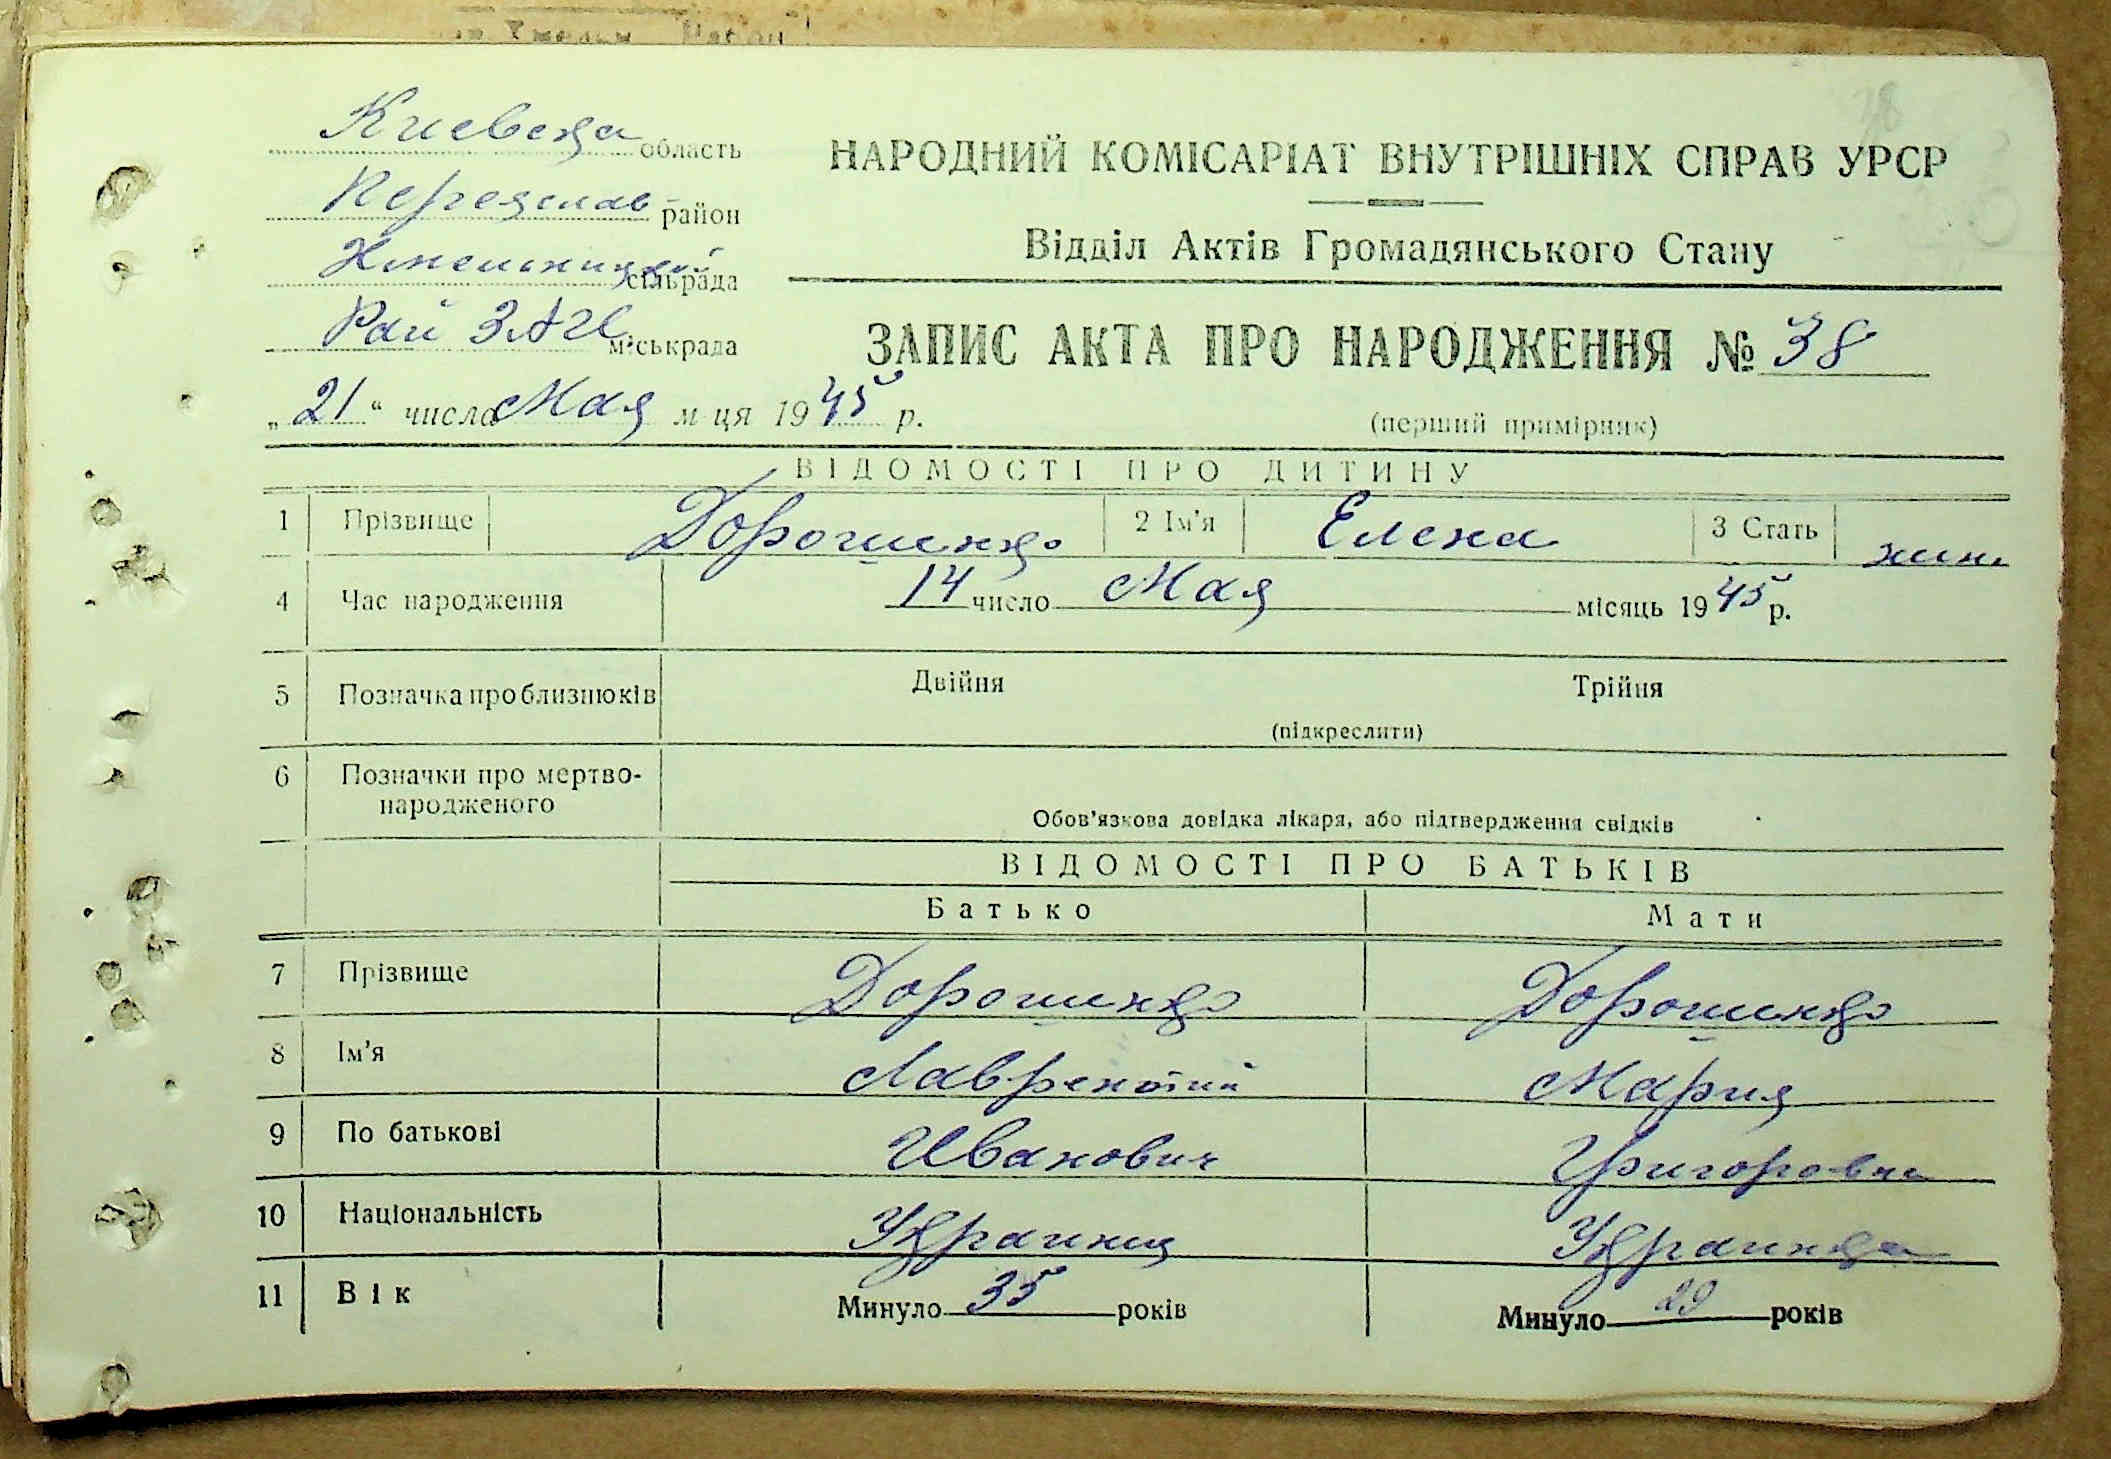 Киевска область
НАРОДНИЙ КОМІСАРІАТ ВНУТРІШНІХ СПРАВ УРСР
Переяслав район
Відділ Актів Громадянського Стану
Хмельницкий сільрада
Рай ЗАГС міськрада
ЗАПИС АКТА ПРО НАРОДЖЕННЯ № 38
„21“ числа Мая м-ця 1945 р.
(перший примірник)
ВІДОМОСТІ ПРО ДИТИНУ
1 Прізвище Дорошенко 2 Ім'я Елена 3 Стать жин.
4 Час народження 14 число Мая місяць 1945 р.
5 Позначка про близнюків Двійня Трійня
(підкреслити)
6 Позначки про мертво-
народженого
Обов'язкова довідка лікаря, або підтвердження свідків
ВІДОМОСТІ ПРО БАТЬКІВ
Батько Мати
7 Прізвище Дорошенко Дорошенко
8 Ім'я Лаврентий Мария
9 По батькові Иванович Григоровна
10 Національність Украинец Украинка
11 Вік Минуло 35 років Минуло 29 років